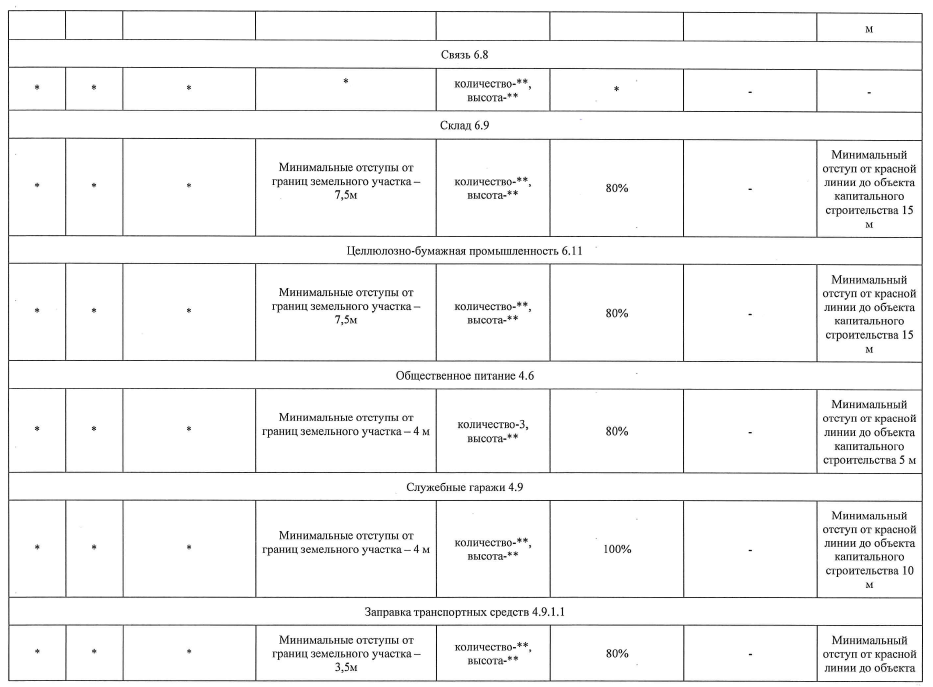 м
Связь 6.8
* * * * количество-**, высота-** * - -
Склад 6.9
* * * Минимальные отступы от границ земельного участка – 7,5м количество-**, высота-** 80% - Минимальный отступ от красной линии до объекта капитального строительства 15 м
Целлюлозно-бумажная промышленность 6.11
* * * Минимальные отступы от границ земельного участка – 7,5м количество-**, высота-** 80% - Минимальный отступ от красной линии до объекта капитального строительства 15 м
Общественное питание 4.6
* * * Минимальные отступы от границ земельного участка – 4 м количество-3, высота-** 80% - Минимальный отступ от красной линии до объекта капитального строительства 5 м
Служебные гаражи 4.9
* * * Минимальные отступы от границ земельного участка – 4 м количество-**, высота-** 100% - Минимальный отступ от красной линии до объекта капитального строительства 10 м
Заправка транспортных средств 4.9.1.1
* * * Минимальные отступы от границ земельного участка – 3,5м количество-**, высота-** 80% - Минимальный отступ от красной линии до объекта